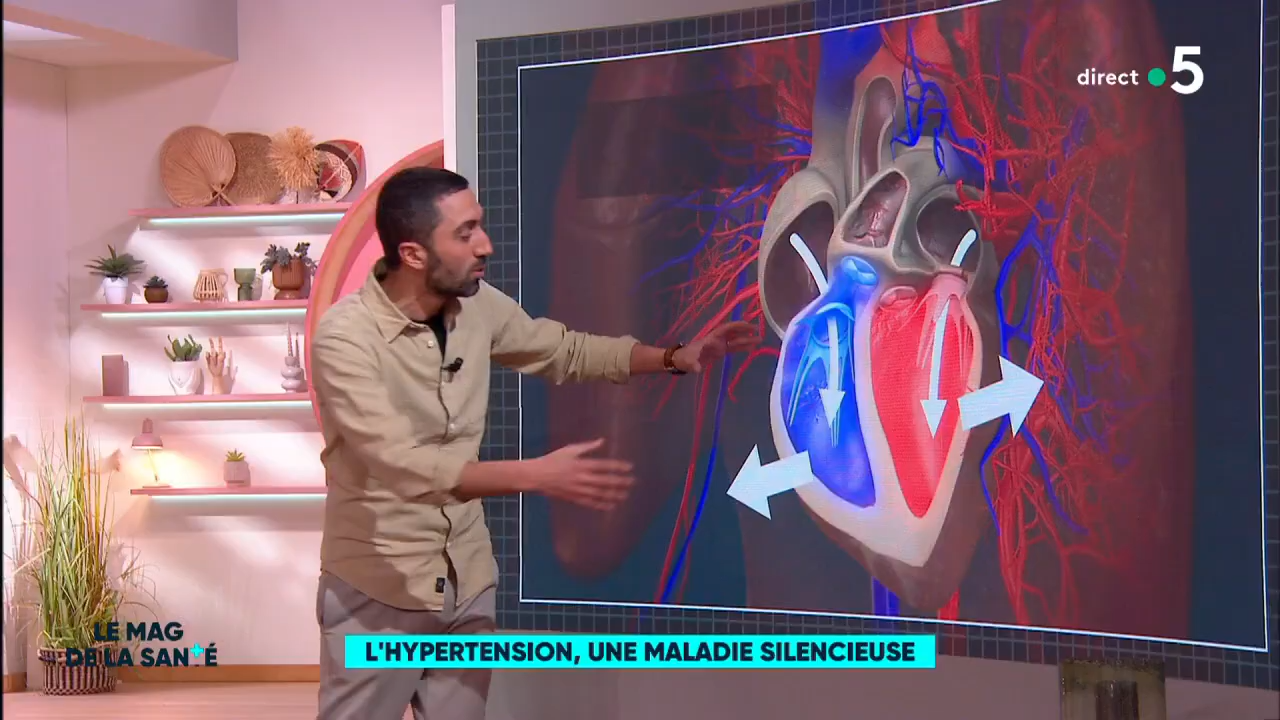 direct 5
LE MAG
DE LA SANTÉ
L'HYPERTENSION, UNE MALADIE SILENCIEUSE